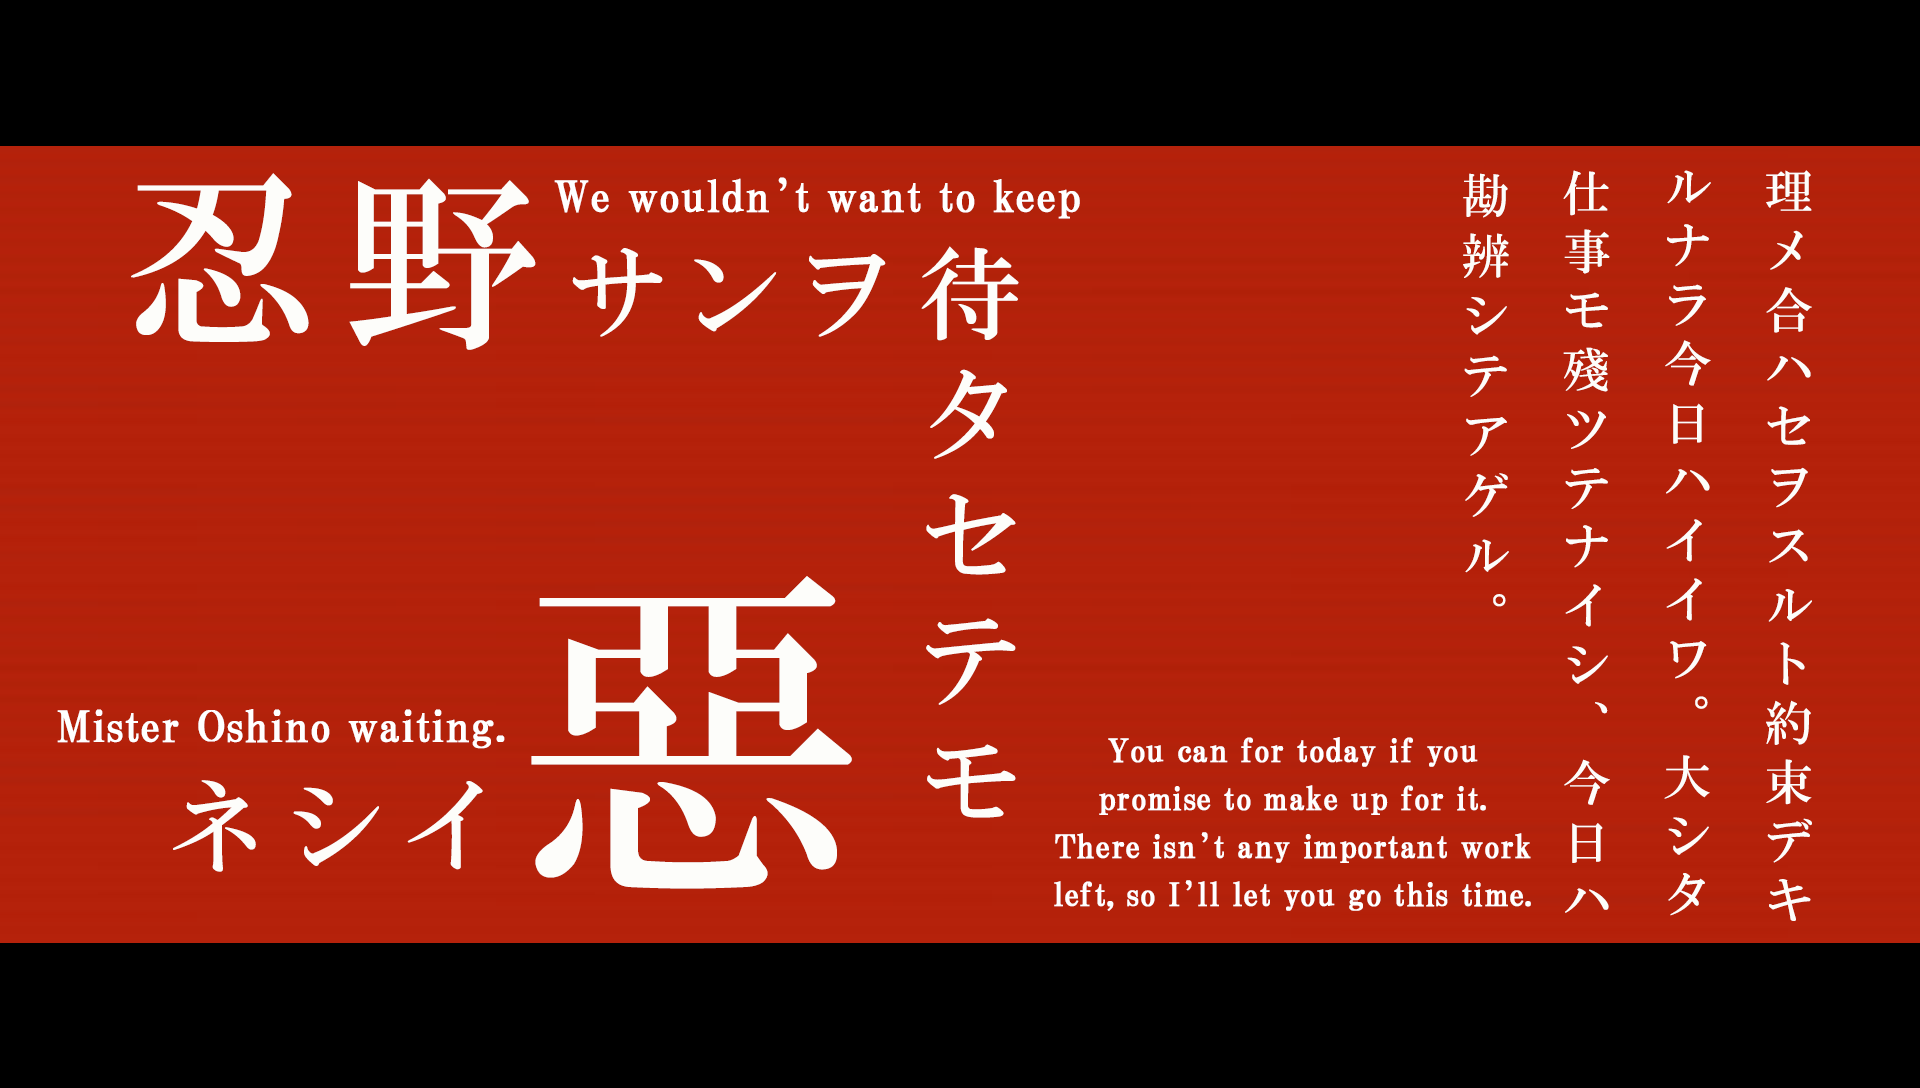 理メ合ハセヲスルト約束デキ
ルナラ今日ハイイワ。大シタ
仕事モ残ツテナイシ、今日ハ
勘辨シテアゲル。
You can for today if you
promise to make up for it.
There isn't any important work
left, so I'll let you go this time.
忍野サンヲ待タセテモ
惡イシネ
We wouldn't want to keep
Mister Oshino waiting.